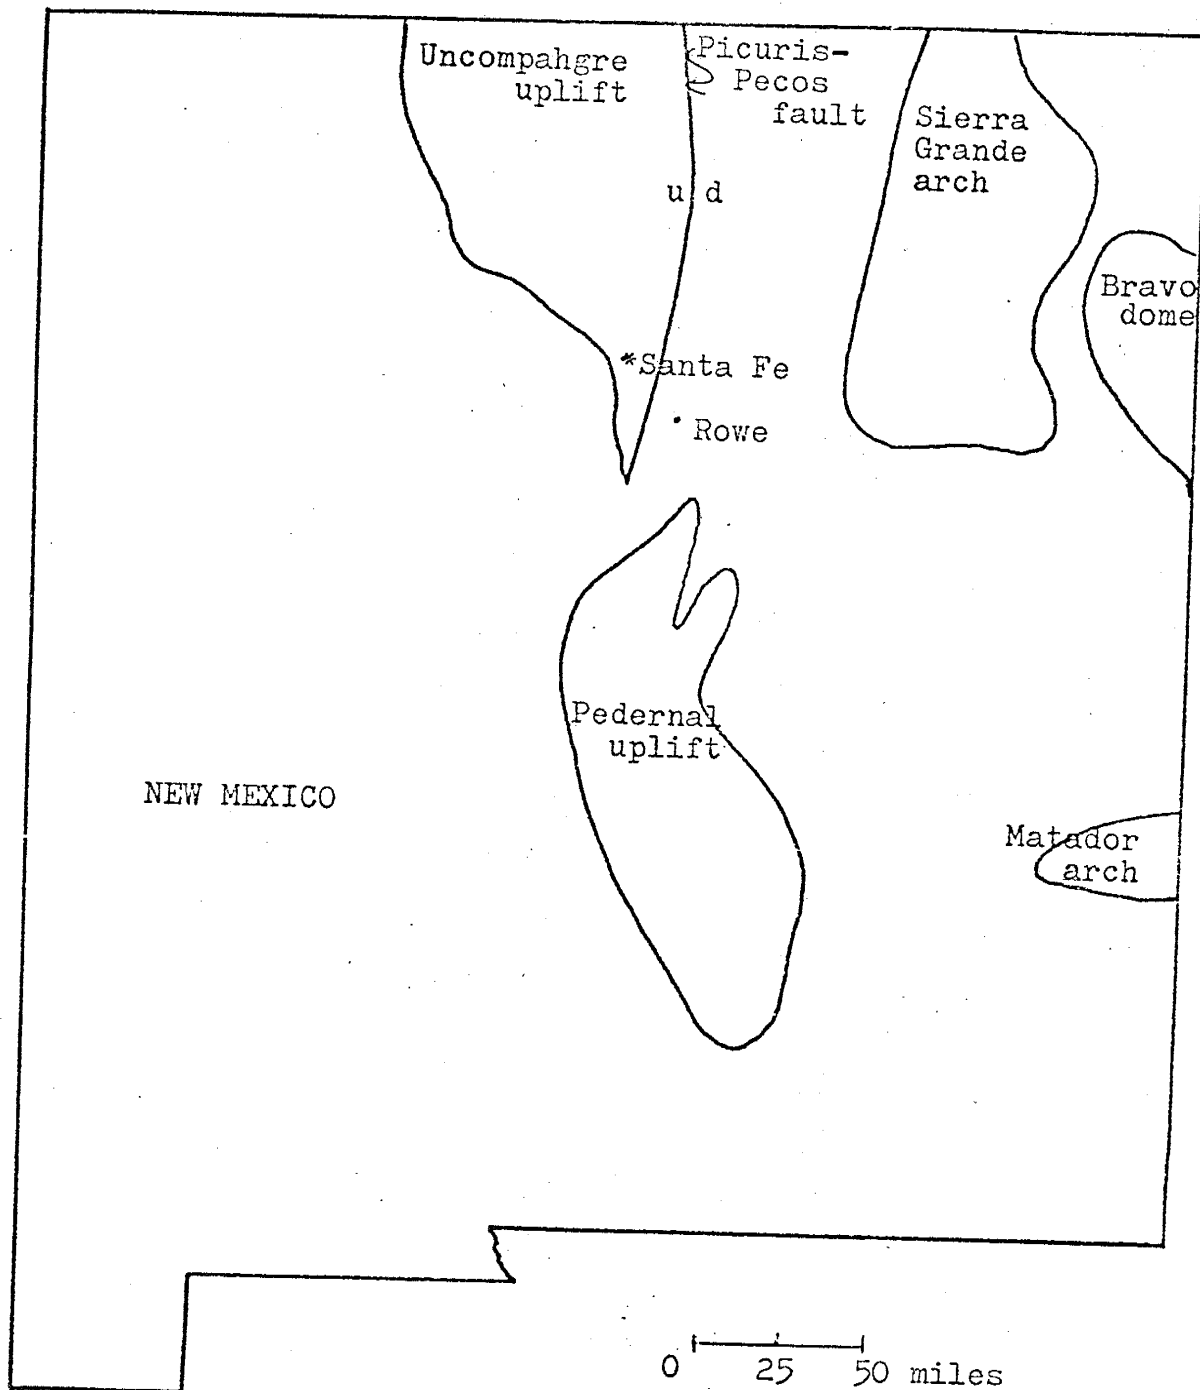 Uncompahgre
uplift
Picuris-
Pecos
fault
Sierra
Grande
arch
u d
Bravo
dome
*Santa Fe
Rowe
Pedernal
uplift
NEW MEXICO
Matador
arch
0 25 50 miles